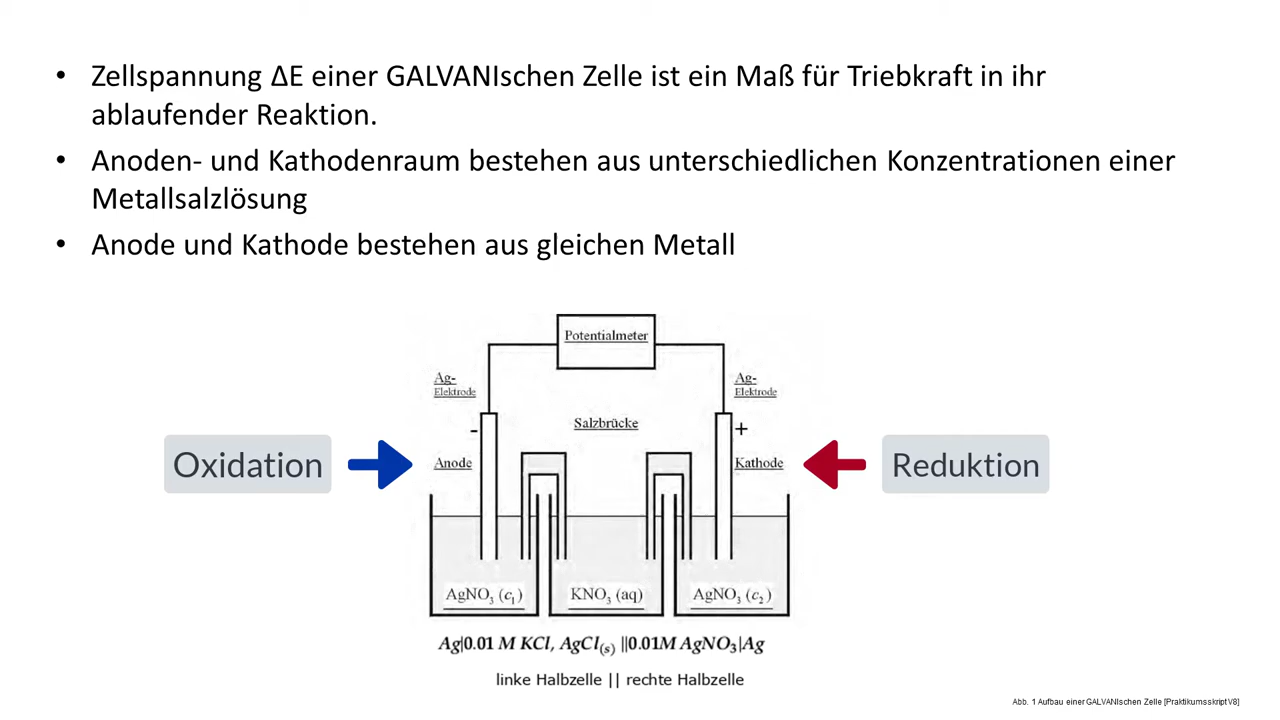 • Zellspannung ΔE einer GALVANIschen Zelle ist ein Maß für Triebkraft in ihr
ablaufender Reaktion.
• Anoden- und Kathodenraum bestehen aus unterschiedlichen Konzentrationen einer
Metallsalzlösung
• Anode und Kathode bestehen aus gleichen Metall
Potentialmeter
Ag-
Elektrode
Ag-
Elektrode
Salzbrücke
- +
Oxidation
Anode
Kathode
Reduktion
AgNO₃ (c₁)
KNO₃ (aq)
AgNO₃ (c₂)
Ag|0.01 M KCl, AgCl(s) ||0.01M AgNO₃|Ag
linke Halbzelle || rechte Halbzelle
Abb. 1 Aufbau einer GALVANIschen Zelle [Praktikumsskript V8]